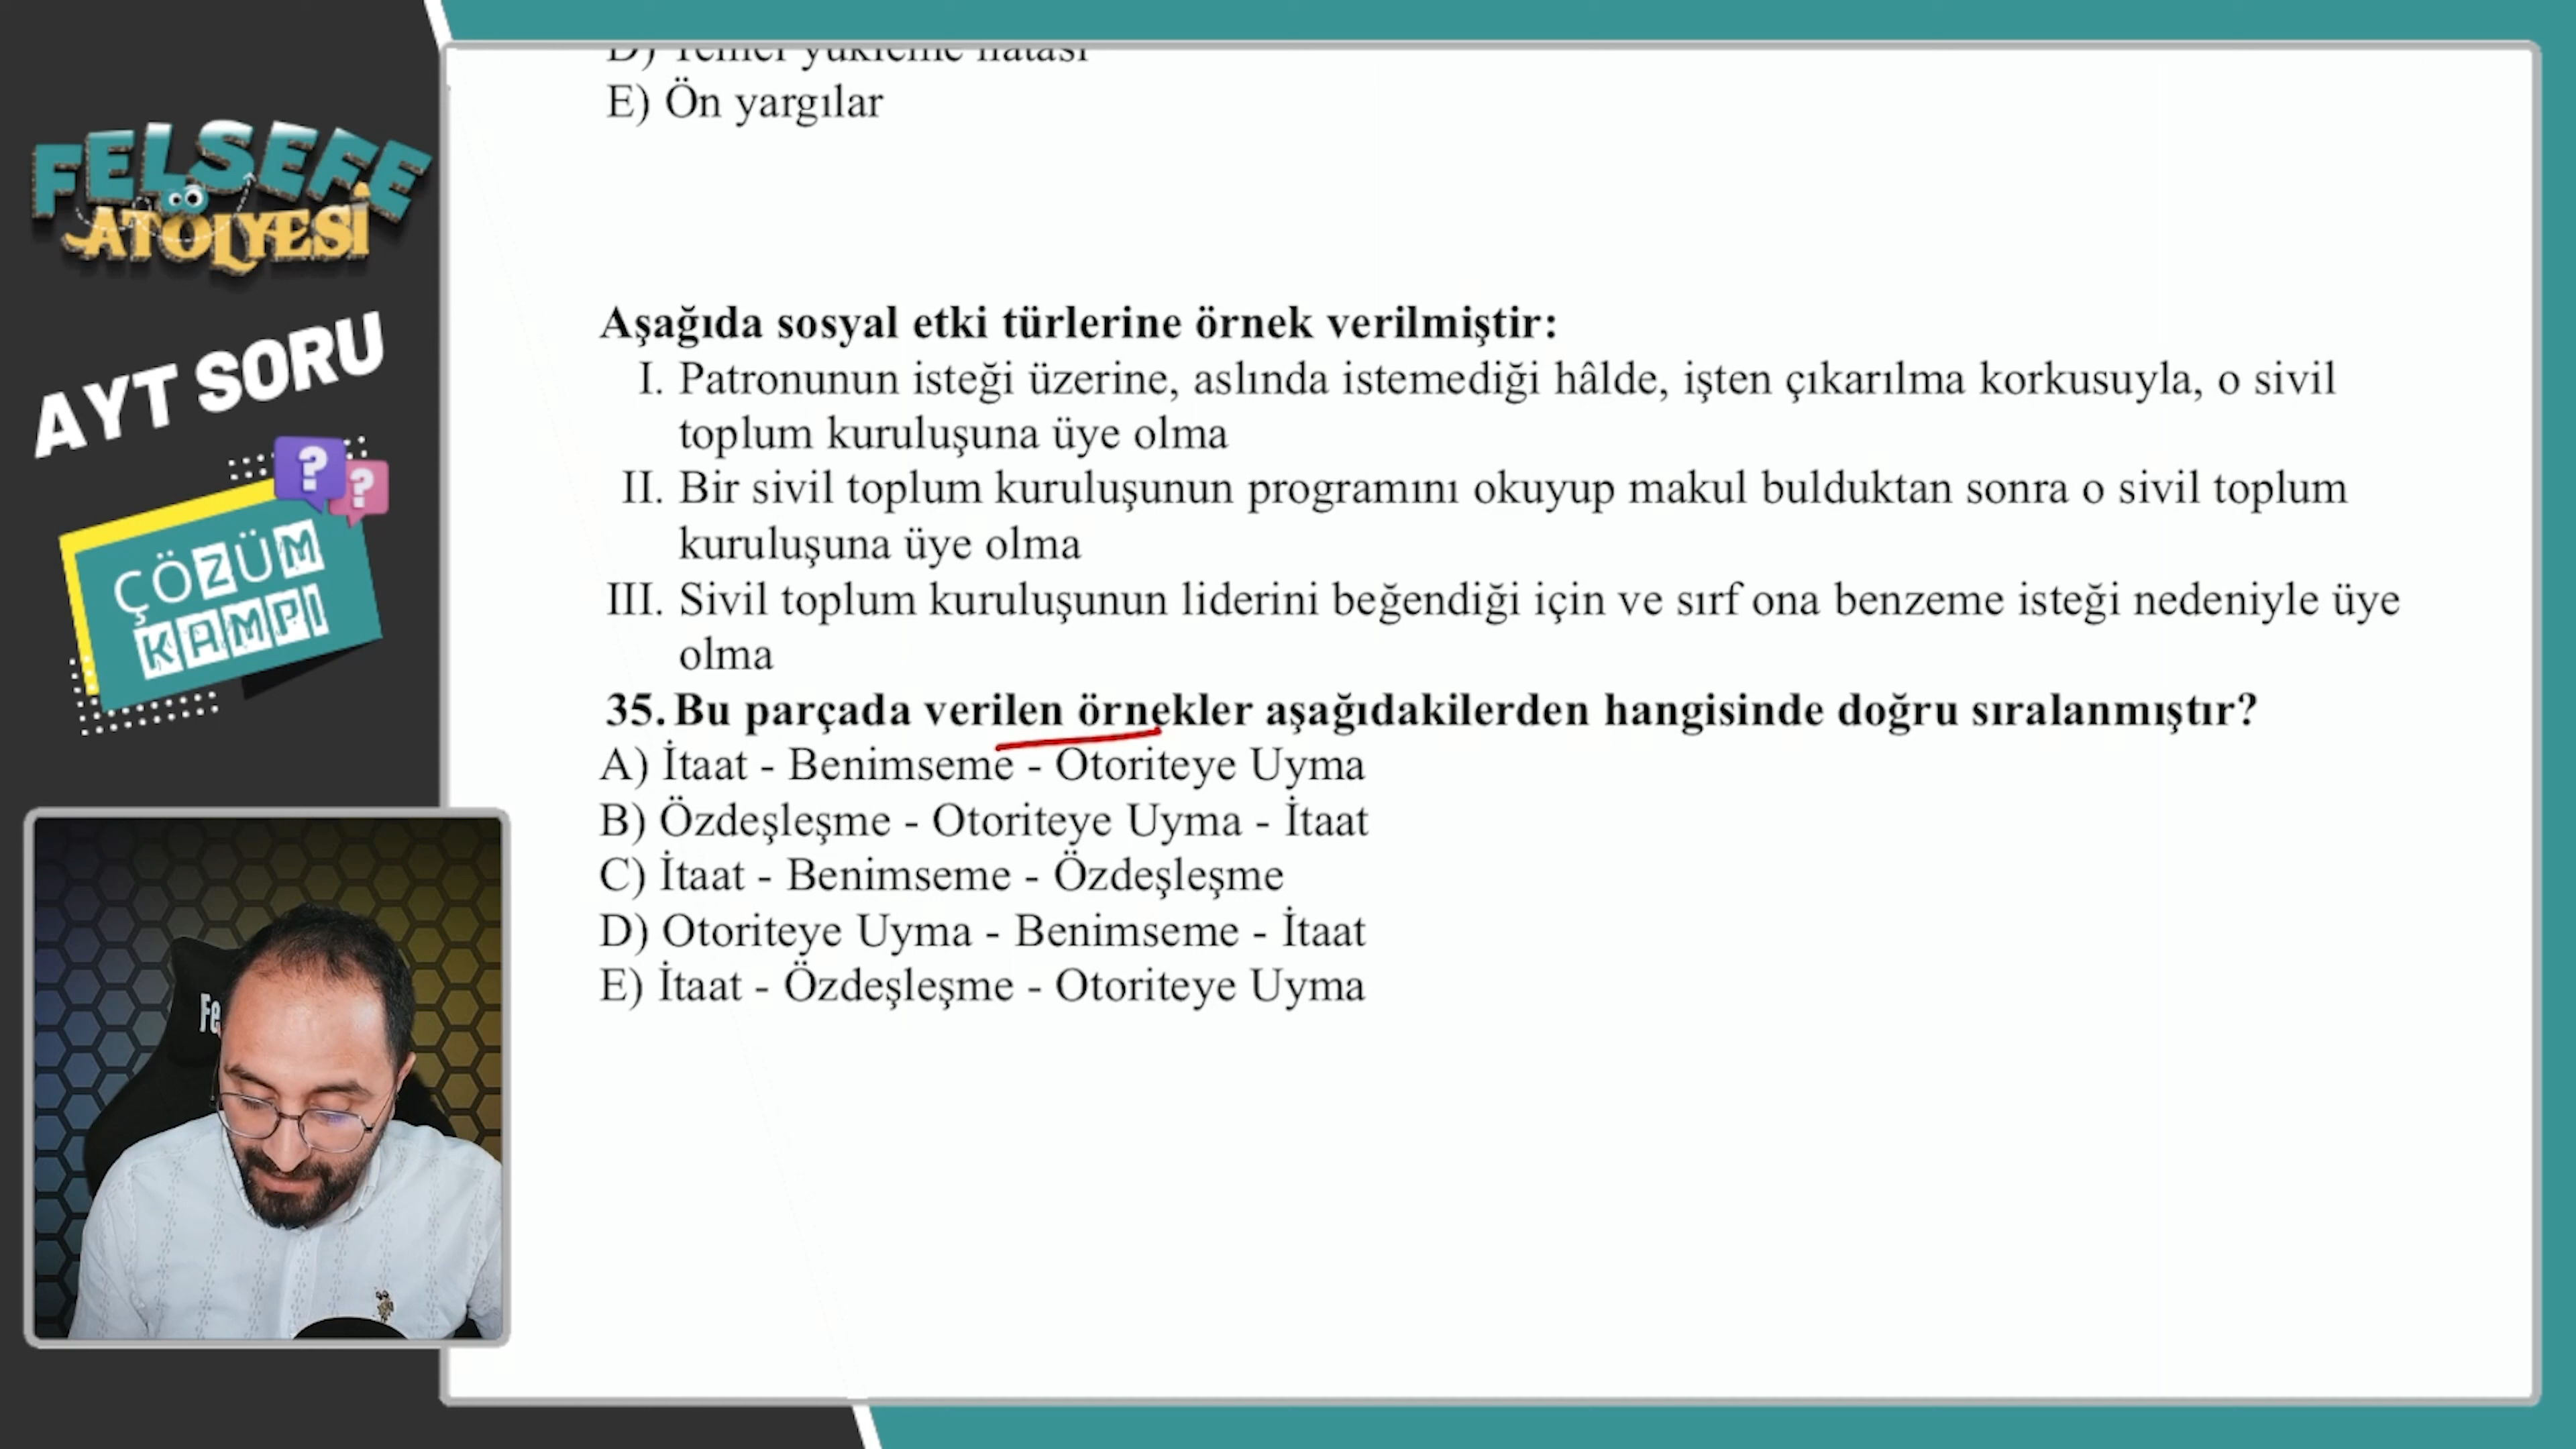 FELSEFE
ATÖLYESİ
AYT SORU
? ?
ÇÖZÜM
KAMPI
D) Temel yükleme hatası
E) Ön yargılar
Aşağıda sosyal etki türlerine örnek verilmiştir:
I. Patronunun isteği üzerine, aslında istemediği hâlde, işten çıkarılma korkusuyla, o sivil
toplum kuruluşuna üye olma
II. Bir sivil toplum kuruluşunun programını okuyup makul bulduktan sonra o sivil toplum
kuruluşuna üye olma
III. Sivil toplum kuruluşunun liderini beğendiği için ve sırf ona benzeme isteği nedeniyle üye
olma
35. Bu parçada verilen örnekler aşağıdakilerden hangisinde doğru sıralanmıştır?
A) İtaat - Benimseme - Otoriteye Uyma
B) Özdeşleşme - Otoriteye Uyma - İtaat
C) İtaat - Benimseme - Özdeşleşme
D) Otoriteye Uyma - Benimseme - İtaat
E) İtaat - Özdeşleşme - Otoriteye Uyma
Fe